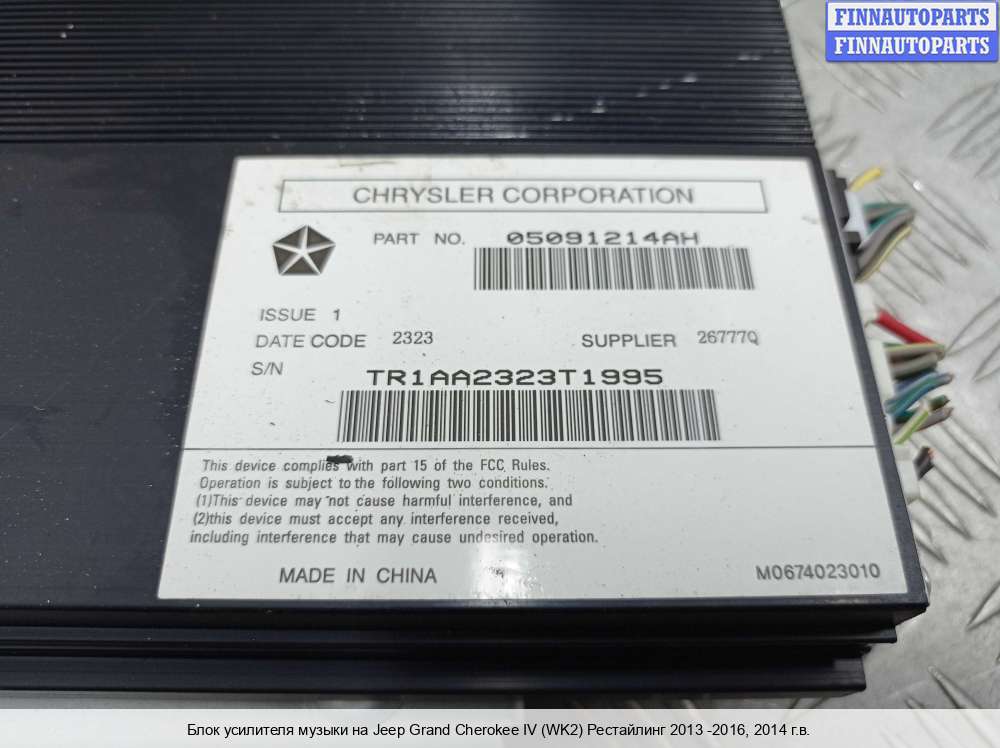 FINNAUTOPARTS
FINNAUTOPARTS
CHRYSLER CORPORATION
PART NO. 05091214AH
ISSUE 1
DATE CODE 2323 SUPPLIER 26777Q
S/N
TR1AA2323T1995
This device complies with part 15 of the FCC Rules.
Operation is subject to the following two conditions:
(1)This device may not cause harmful interference, and
(2)this device must accept any interference received,
including interference that may cause undesired operation.
MADE IN CHINA M0674023010
Блок усилителя музыки на Jeep Grand Cherokee IV (WK2) Рестайлинг 2013 -2016, 2014 г.в.